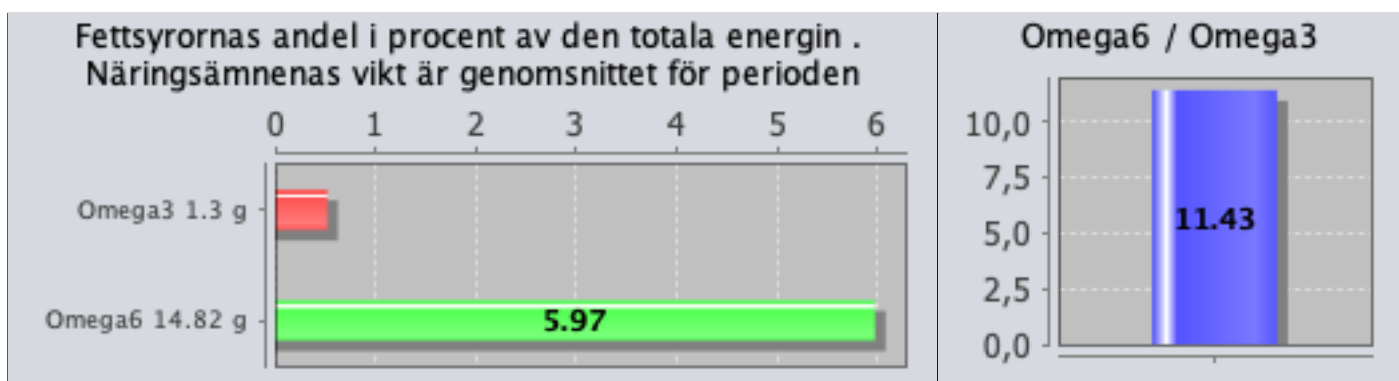 Fettsyrornas andel i procent av den totala energin .
Näringsämnenas vikt är genomsnittet för perioden
0 1 2 3 4 5 6
Omega3 1.3 g
Omega6 14.82 g
5.97
Omega6 / Omega3
10,0
7,5
5,0
2,5
0,0
11.43